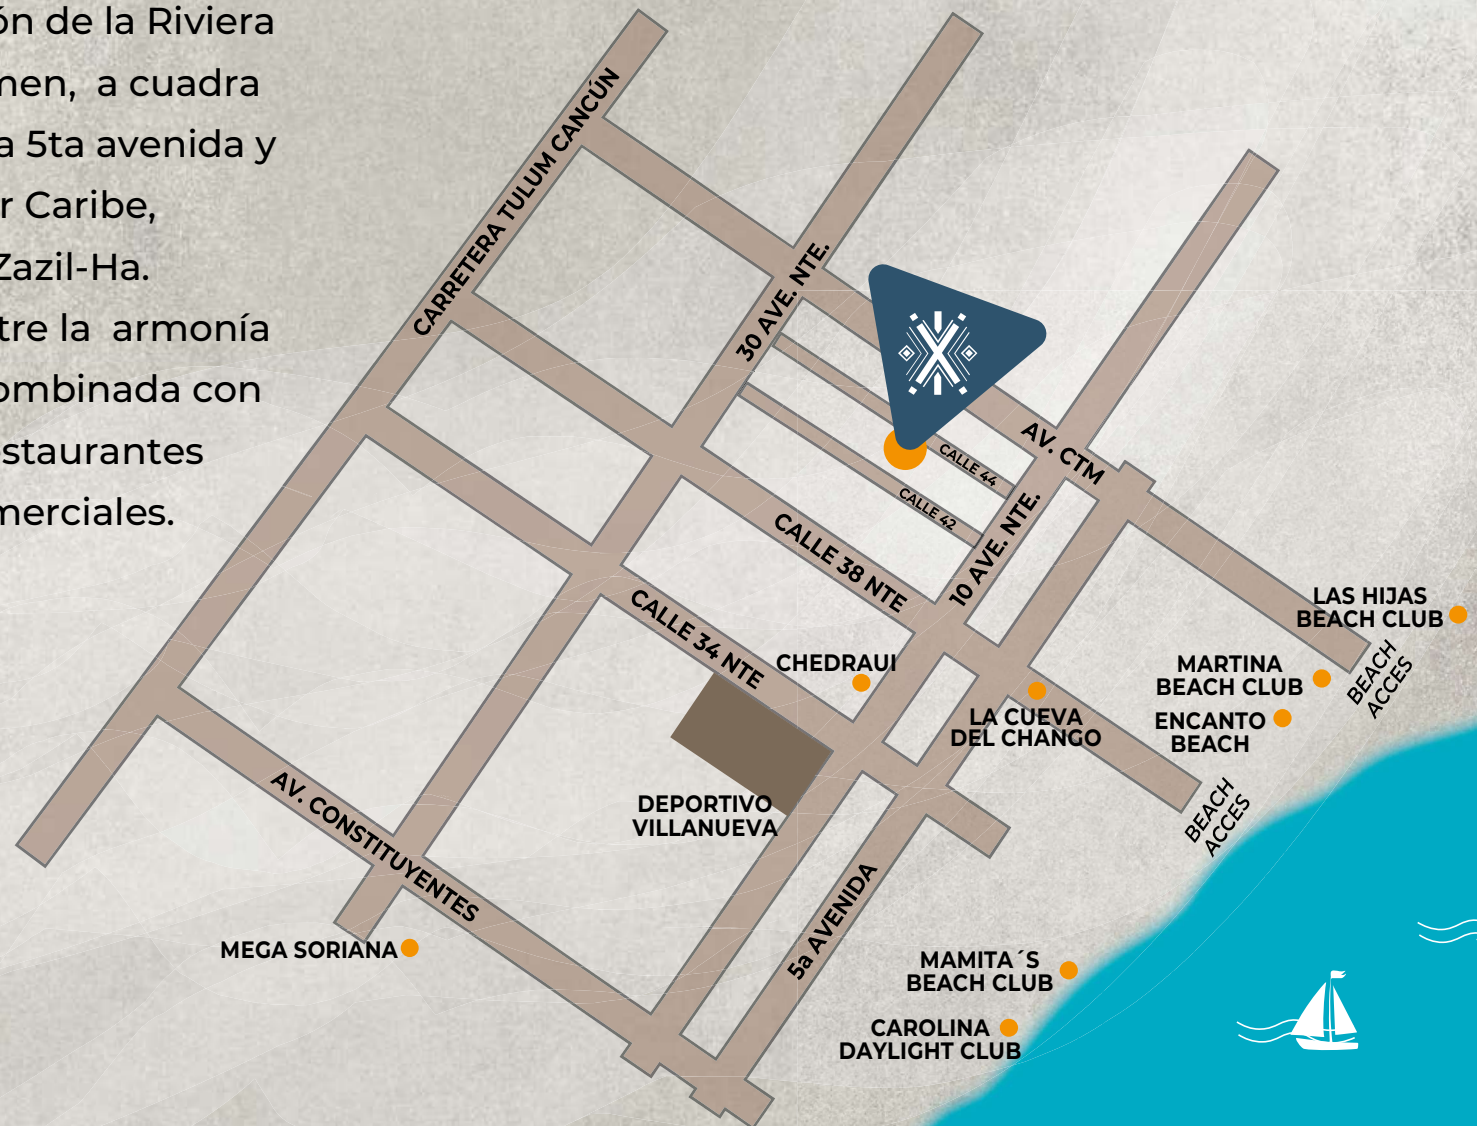 ón de la Riviera
men, a cuadra
a 5ta avenida y
r Caribe,
Zazil-Ha.
tre la armonía
ombinada con
staurantes
merciales.
CARRETERA TULUM CANCÚN
30 AVE. NTE.
AV. CTM
CALLE 44
CALLE 42
10 AVE. NTE.
CALLE 38 NTE
CALLE 34 NTE
CHEDRAUI
LAS HIJAS
BEACH CLUB
MARTINA
BEACH CLUB
BEACH
ACCES
ENCANTO
BEACH
LA CUEVA
DEL CHANGO
BEACH
ACCES
DEPORTIVO
VILLANUEVA
AV. CONSTITUYENTES
5a AVENIDA
MEGA SORIANA
MAMITA´S
BEACH CLUB
CAROLINA
DAYLIGHT CLUB